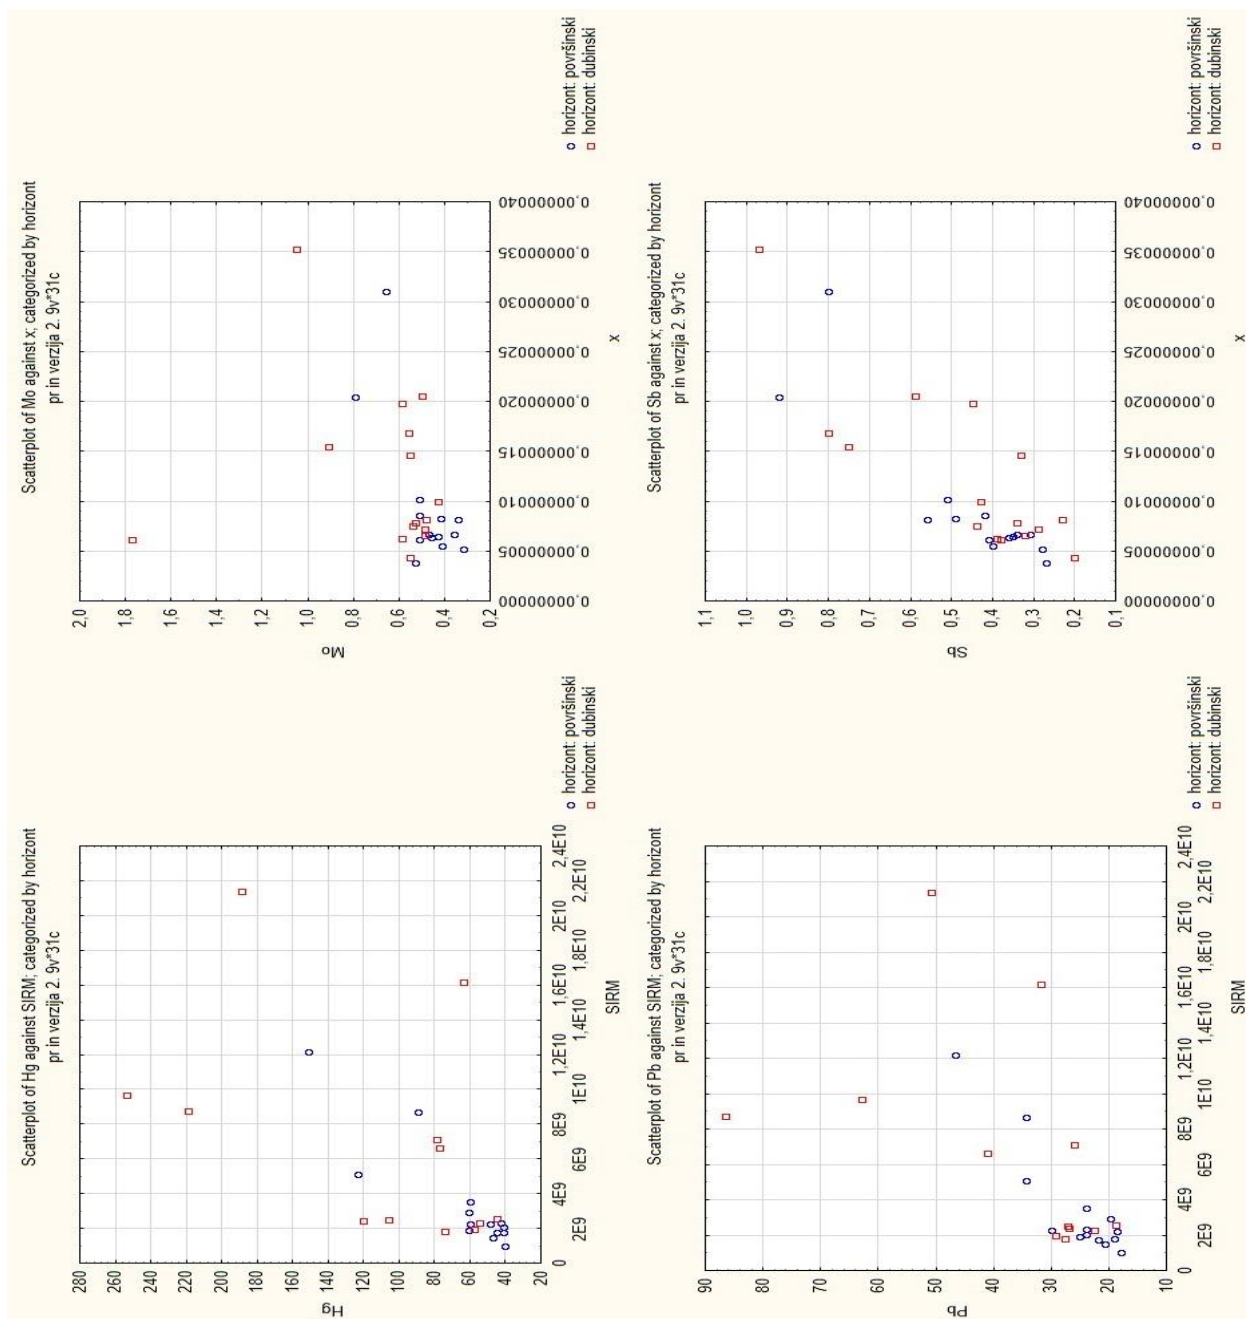 Scatterplot of Hg against SIRM; categorized by horizont
pr in verzija 2. 9v*31c
280
260
240
220
200
180
160
140
120
100
80
60
40
20
Hg
0
2E9
4E9
6E9
8E9
1E10
1,2E10
1,4E10
1,6E10
1,8E10
2E10
2,2E10
2,4E10
SIRM
horizont: površinski
horizont: dubinski
Scatterplot of Mo against x; categorized by horizont
pr in verzija 2. 9v*31c
2,0
1,8
1,6
1,4
1,2
1,0
0,8
0,6
0,4
0,2
Mo
0,00000000
0,00000005
0,00000010
0,00000015
0,00000020
0,00000025
0,00000030
0,00000035
0,00000040
x
horizont: površinski
horizont: dubinski
Scatterplot of Pb against SIRM; categorized by horizont
pr in verzija 2. 9v*31c
90
80
70
60
50
40
30
20
10
Pb
0
2E9
4E9
6E9
8E9
1E10
1,2E10
1,4E10
1,6E10
1,8E10
2E10
2,2E10
2,4E10
SIRM
horizont: površinski
horizont: dubinski
Scatterplot of Sb against x; categorized by horizont
pr in verzija 2. 9v*31c
1,1
1,0
0,9
0,8
0,7
0,6
0,5
0,4
0,3
0,2
0,1
Sb
0,00000000
0,00000005
0,00000010
0,00000015
0,00000020
0,00000025
0,00000030
0,00000035
0,00000040
x
horizont: površinski
horizont: dubinski